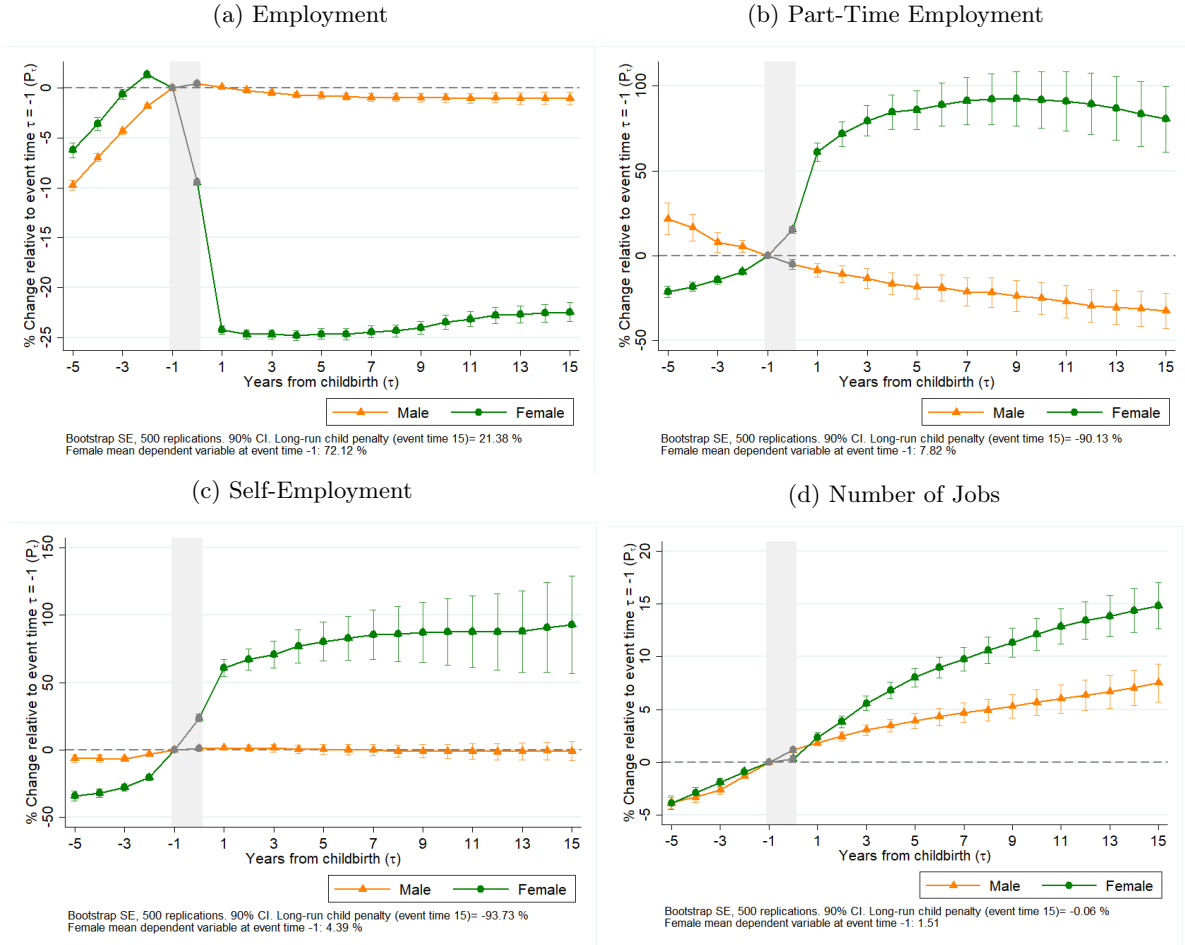 (a) Employment
% Change relative to event time τ = -1 (Pτ)
0
-5
-10
-15
-20
-25
-5 -3 -1 1 3 5 7 9 11 13 15
Years from childbirth (τ)
Male Female
Bootstrap SE, 500 replications. 90% CI. Long-run child penalty (event time 15)= 21.38 %
Female mean dependent variable at event time -1: 72.12 %
(b) Part-Time Employment
% Change relative to event time τ = -1 (Pτ)
100
50
0
-50
-5 -3 -1 1 3 5 7 9 11 13 15
Years from childbirth (τ)
Male Female
Bootstrap SE, 500 replications. 90% CI. Long-run child penalty (event time 15)= -90.13 %
Female mean dependent variable at event time -1: 7.82 %
(c) Self-Employment
% Change relative to event time τ = -1 (Pτ)
150
100
50
0
-50
-5 -3 -1 1 3 5 7 9 11 13 15
Years from childbirth (τ)
Male Female
Bootstrap SE, 500 replications. 90% CI. Long-run child penalty (event time 15)= -93.73 %
Female mean dependent variable at event time -1: 4.39 %
(d) Number of Jobs
% Change relative to event time τ = -1 (Pτ)
20
15
10
5
0
-5
-5 -3 -1 1 3 5 7 9 11 13 15
Years from childbirth (τ)
Male Female
Bootstrap SE, 500 replications. 90% CI. Long-run child penalty (event time 15)= -0.06 %
Female mean dependent variable at event time -1: 1.51